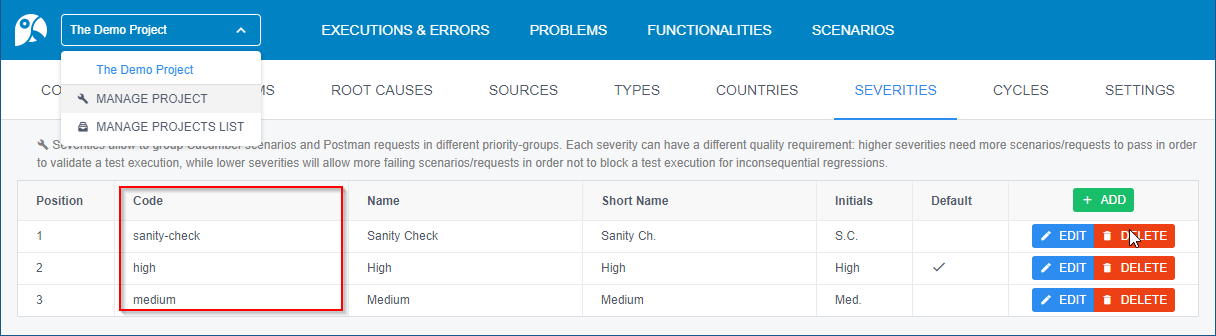 The Demo Project
EXECUTIONS & ERRORS PROBLEMS FUNCTIONALITIES SCENARIOS
The Demo Project
MANAGE PROJECT
MANAGE PROJECTS LIST
CO MS ROOT CAUSES SOURCES TYPES COUNTRIES SEVERITIES CYCLES SETTINGS
Severities allow to group Cucumber scenarios and Postman requests in different priority-groups. Each severity can have a different quality requirement: higher severities need more scenarios/requests to pass in order
to validate a test execution, while lower severities will allow more failing scenarios/requests in order not to block a test execution for inconsequential regressions.
Position Code Name Short Name Initials Default + ADD
1 sanity-check Sanity Check Sanity Ch. S.C. EDIT DELETE
2 high High High High EDIT DELETE
3 medium Medium Medium Med. EDIT DELETE